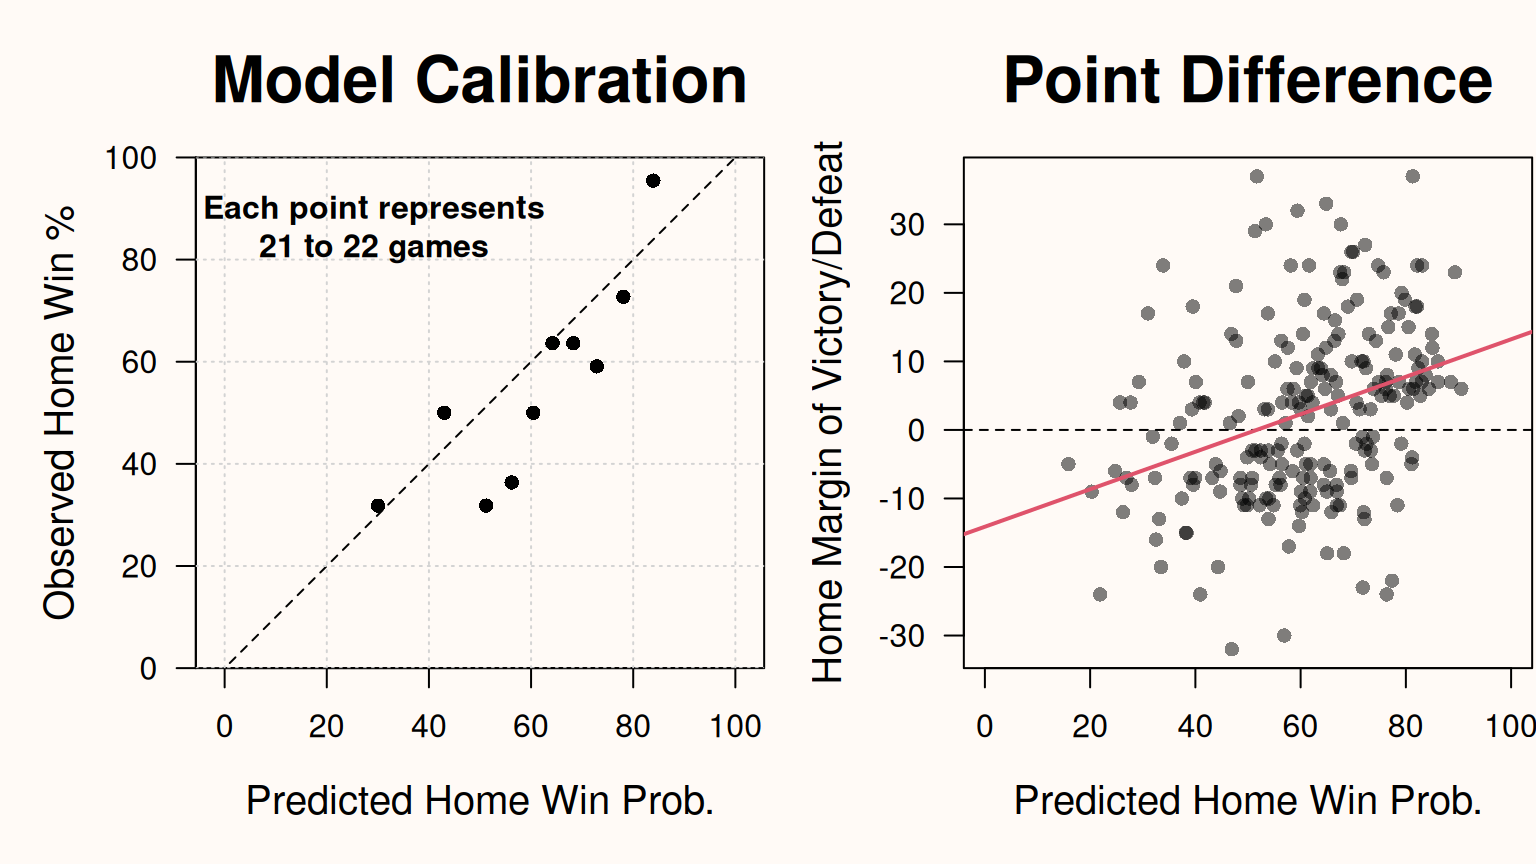 Model Calibration
Observed Home Win %
100
80
60
40
20
0
Each point represents
21 to 22 games
0 20 40 60 80 100
Predicted Home Win Prob.
Point Difference
Home Margin of Victory/Defeat
30
20
10
0
-10
-20
-30
0 20 40 60 80 100
Predicted Home Win Prob.